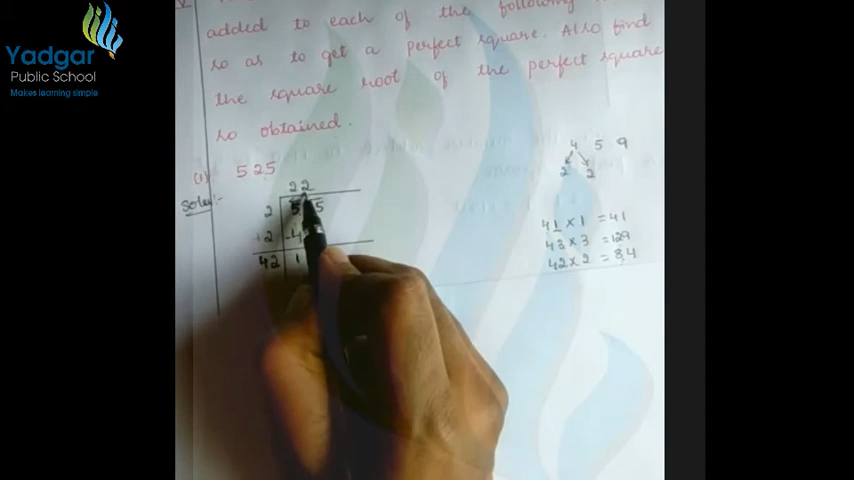 Yadgar
Public School
Makes learning simple
added to each of the following
so as to get a perfect square. Also find
the square root of the perfect square
so obtained.
(1) 525
Soln:-
22
2 5 5
+2 -4
42 1
4 5 9
2 2
41 x 1 = 41
43 x 3 = 129
42 x 2 = 84